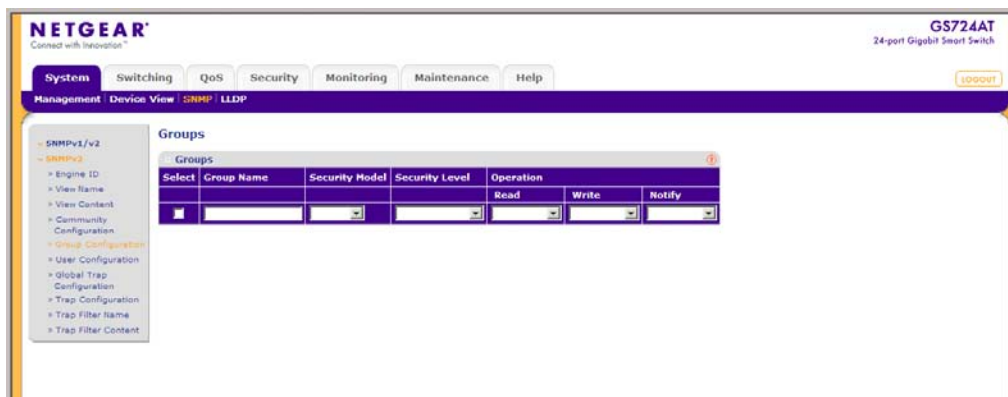 NETGEAR®
Connect with Innovation™
GS724AT
24-port Gigabit Smart Switch
System Switching QoS Security Monitoring Maintenance Help
LOGOUT
Management Device View SNMP LLDP
SNMPv1/v2
SNMPv3
Engine ID
View Name
View Content
Community
Configuration
Group Configuration
User Configuration
Global Trap
Configuration
Trap Configuration
Trap Filter Name
Trap Filter Content
Groups
Groups
Select Group Name Security Model Security Level Operation
Read Write Notify